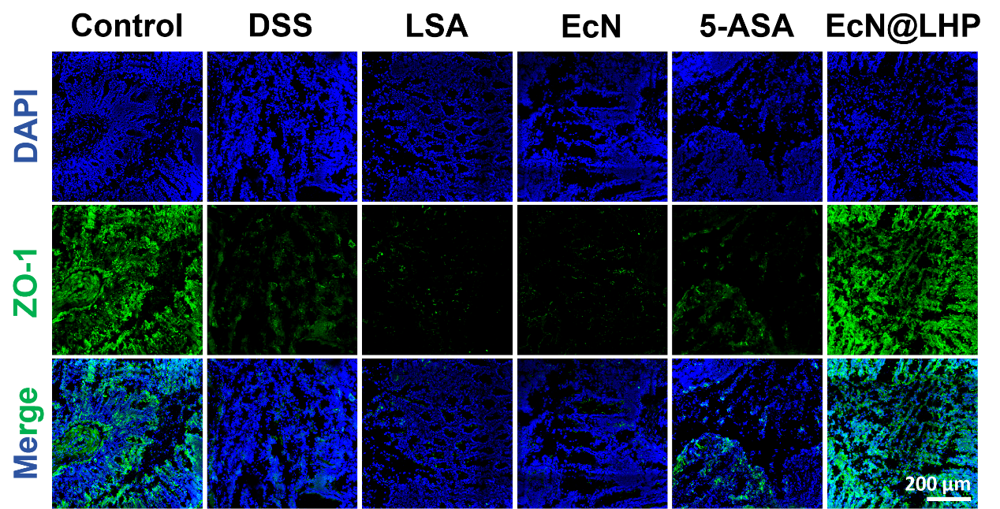 Control DSS LSA EcN 5-ASA EcN@LHP
DAPI
ZO-1
Merge
200 μm